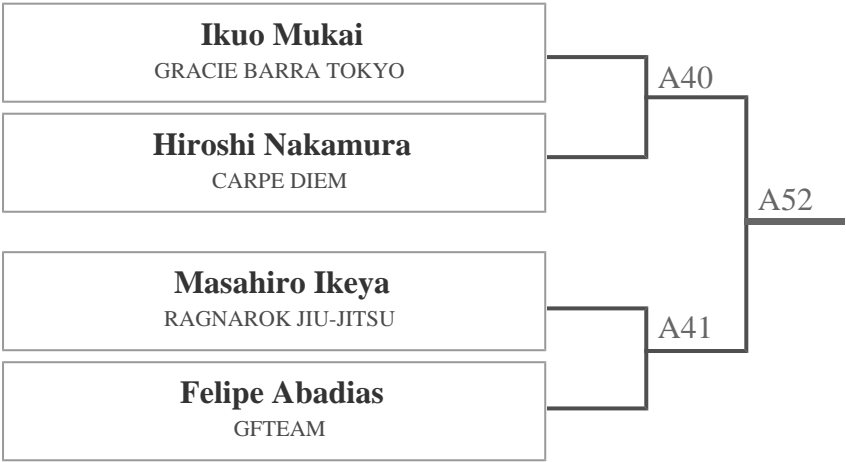 Ikuo Mukai
GRACIE BARRA TOKYO
A40
Hiroshi Nakamura
CARPE DIEM
A52
Masahiro Ikeya
RAGNAROK JIU-JITSU
A41
Felipe Abadias
GFTEAM